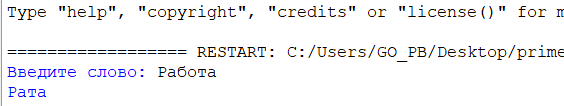 Type "help", "copyright", "credits" or "license()" for m
================== RESTART: C:/Users/GO_PB/Desktop/prime
Введите слово: Работа
Рата